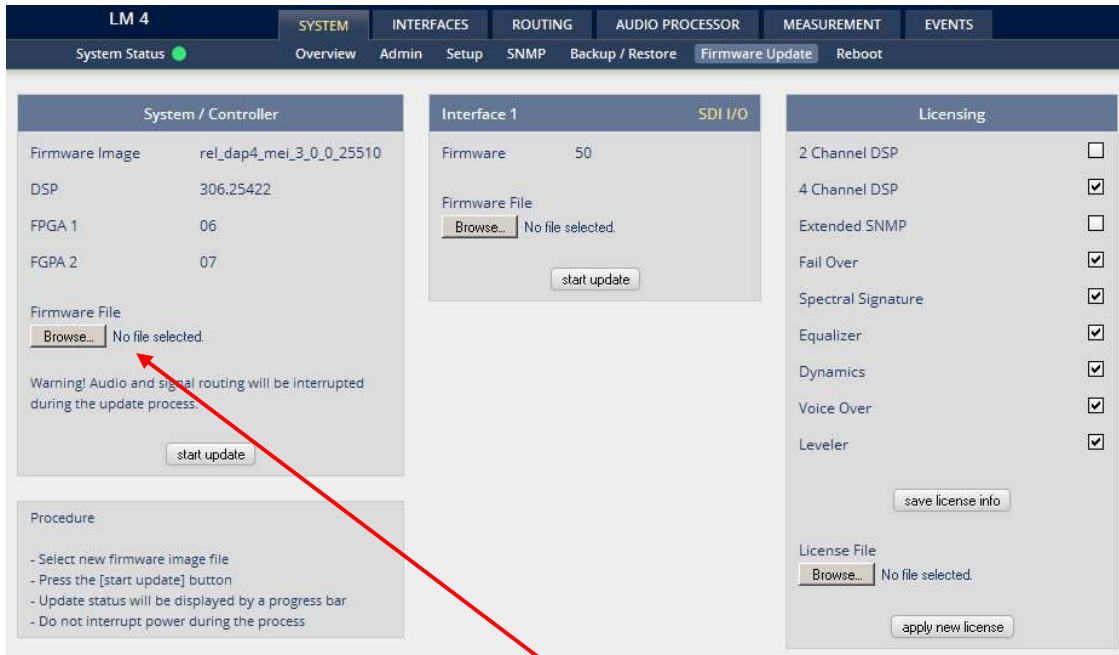 LM 4
SYSTEM INTERFACES ROUTING AUDIO PROCESSOR MEASUREMENT EVENTS
System Status Overview Admin Setup SNMP Backup / Restore Firmware Update Reboot
System / Controller
Firmware Image rel_dap4_mei_3_0_0_25510
DSP 306.25422
FPGA 1 06
FGPA 2 07
Firmware File
Browse... No file selected.
Warning! Audio and signal routing will be interrupted
during the update process.
start update
Procedure
- Select new firmware image file
- Press the [start update] button
- Update status will be displayed by a progress bar
- Do not interrupt power during the process
Interface 1 SDI I/O
Firmware 50
Firmware File
Browse... No file selected.
start update
Licensing
2 Channel DSP
4 Channel DSP
Extended SNMP
Fail Over
Spectral Signature
Equalizer
Dynamics
Voice Over
Leveler
save license info
License File
Browse... No file selected.
apply new license